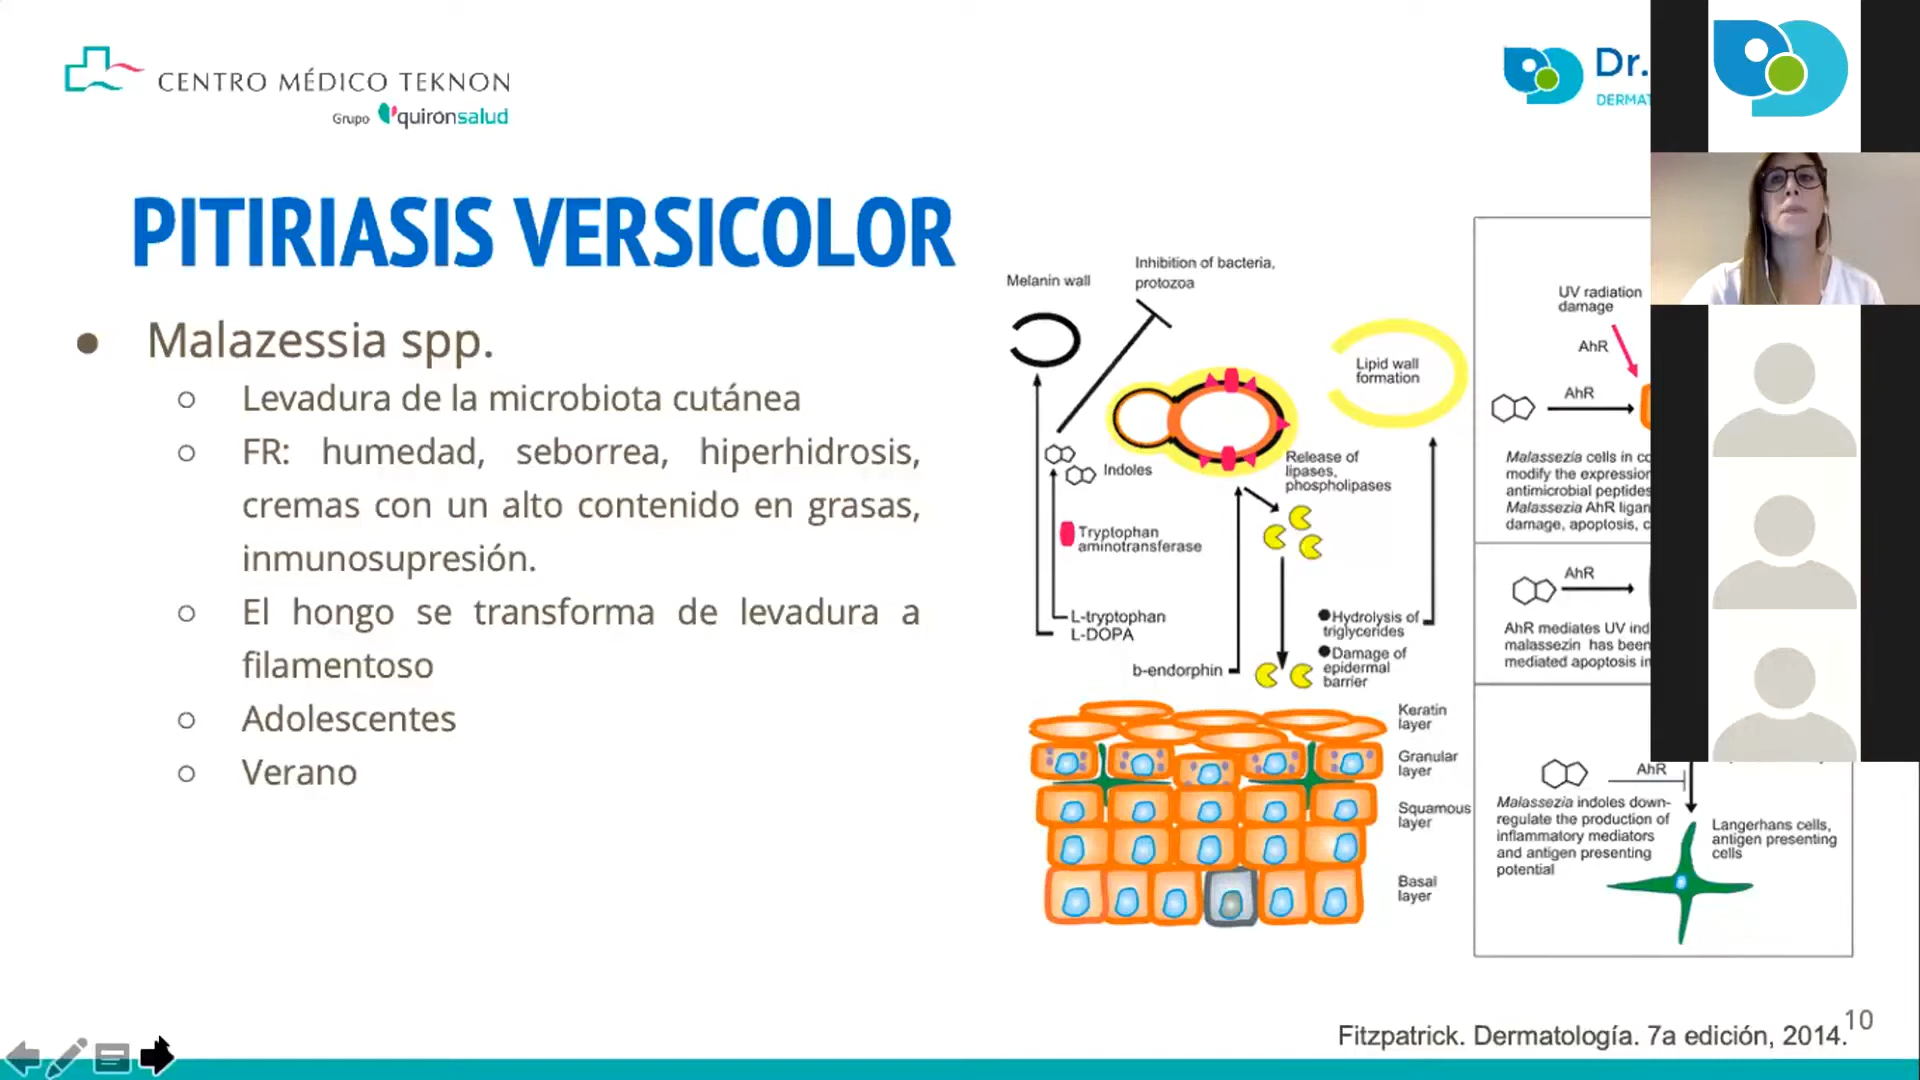 CENTRO MÉDICO TEKNON
Grupo quirónsalud
Dr.
DERMAT
PITIRIASIS VERSICOLOR
Malazessia spp.
Levadura de la microbiota cutánea
FR: humedad, seborrea, hiperhidrosis,
cremas con un alto contenido en grasas,
inmunosupresión.
El hongo se transforma de levadura a
filamentoso
Adolescentes
Verano
Melanin wall
Inhibition of bacteria,
protozoa
Lipid wall
formation
Indoles
Release of
lipases,
phospholipases
Tryptophan
aminotransferase
L-tryptophan
L-DOPA
b-endorphin
Hydrolysis of
triglycerides
Damage of
epidermal
barrier
Keratin
layer
Granular
layer
Squamous
layer
Basal
layer
UV radiation
damage
AhR
AhR
Malassezia cells in co
modify the expression
antimicrobial peptides
Malassezia AhR ligan
damage, apoptosis, c
AhR
AhR mediates UV ind
malassezin has been
mediated apoptosis in
AhR
Malassezia indoles down-
regulate the production of
inflammatory mediators
and antigen presenting
potential
Langerhans cells,
antigen presenting
cells
Fitzpatrick. Dermatología. 7a edición, 2014.
10